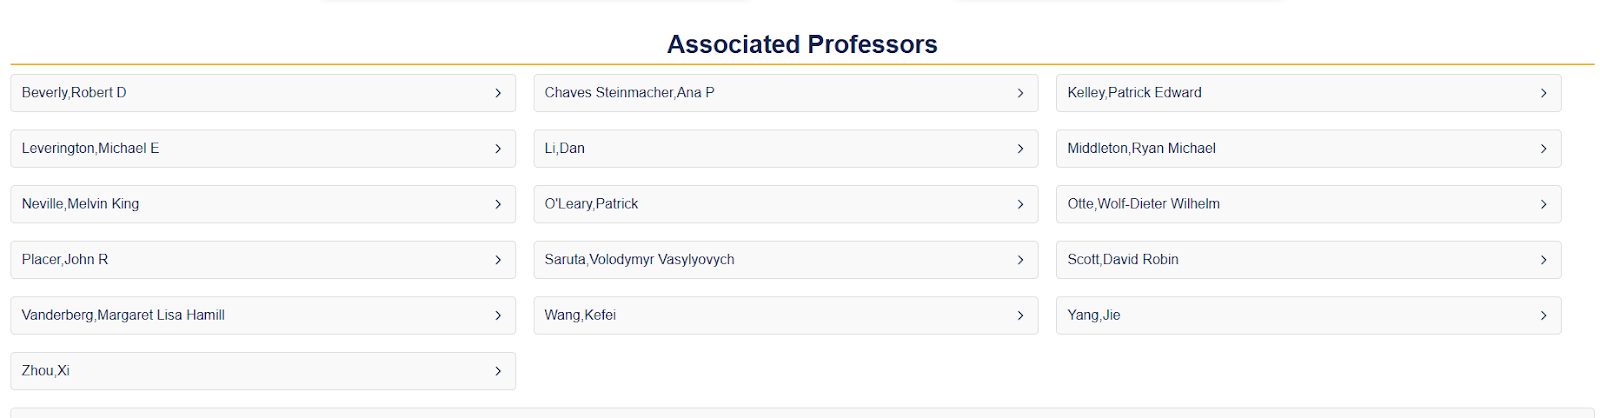 Associated Professors
Beverly,Robert D
Chaves Steinmacher,Ana P
Kelley,Patrick Edward
Leverington,Michael E
Li,Dan
Middleton,Ryan Michael
Neville,Melvin King
O'Leary,Patrick
Otte,Wolf-Dieter Wilhelm
Placer,John R
Saruta,Volodymyr Vasylyovych
Scott,David Robin
Vanderberg,Margaret Lisa Hamill
Wang,Kefei
Yang,Jie
Zhou,Xi